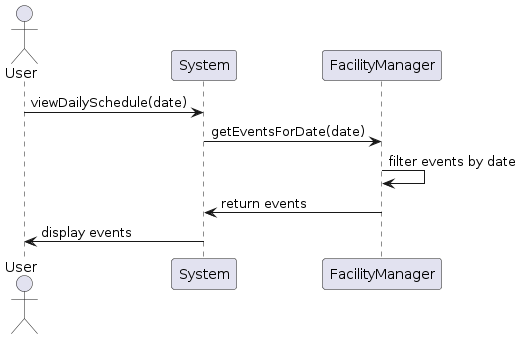 User
System
FacilityManager
viewDailySchedule(date)
getEventsForDate(date)
filter events by date
return events
display events
User
System
FacilityManager